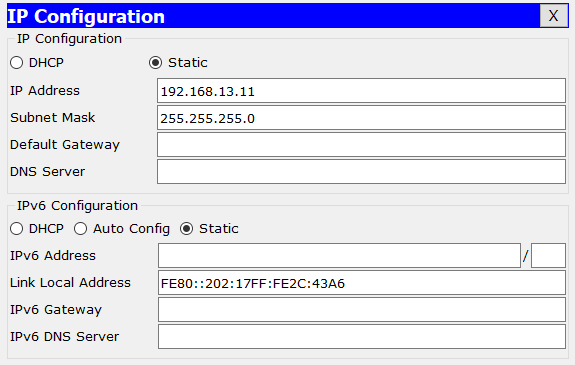 IP Configuration X
IP Configuration
DHCP Static
IP Address 192.168.13.11
Subnet Mask 255.255.255.0
Default Gateway
DNS Server
IPv6 Configuration
DHCP Auto Config Static
IPv6 Address /
Link Local Address FE80::202:17FF:FE2C:43A6
IPv6 Gateway
IPv6 DNS Server